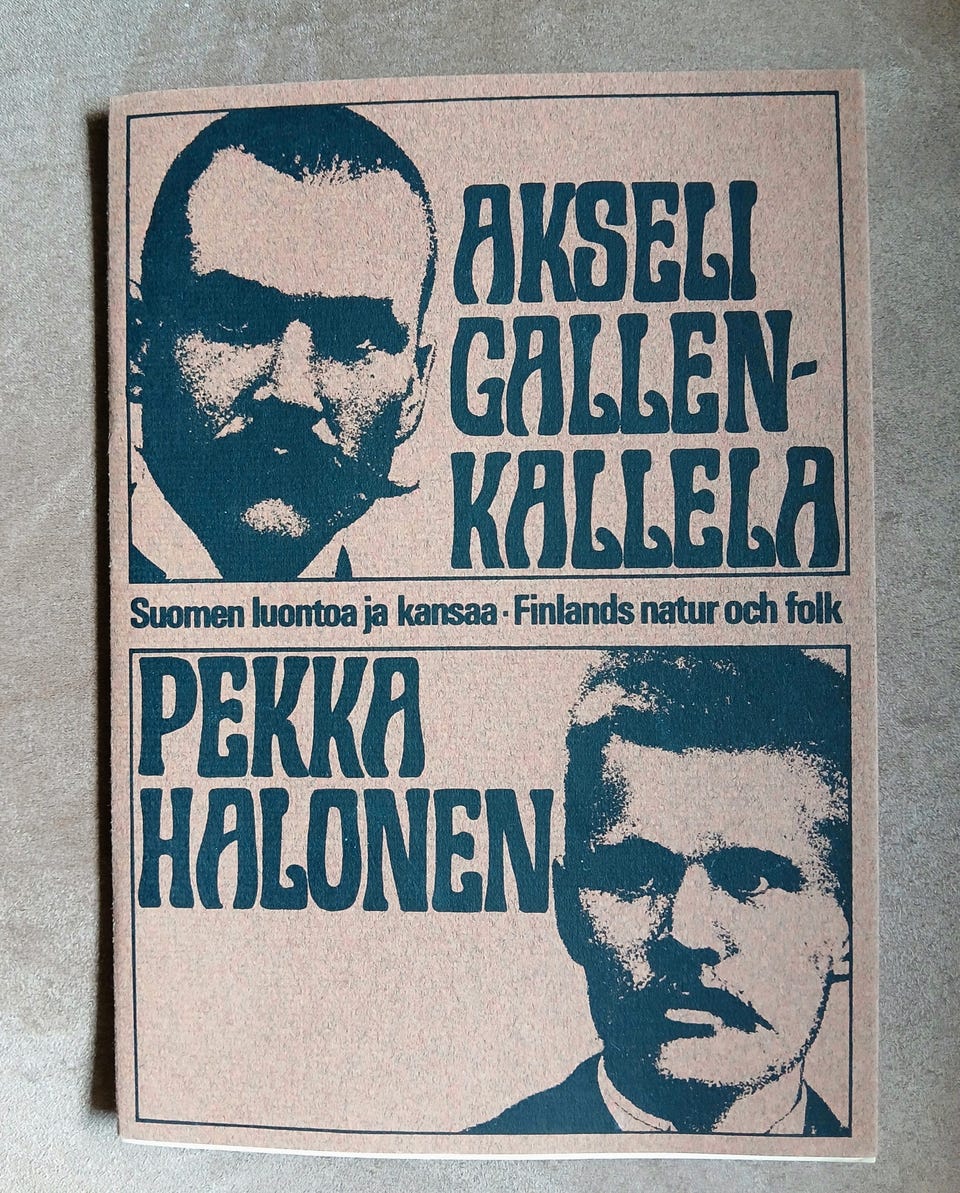 AKSELI
GALLEN-
KALLELA
Suomen luontoa ja kansaa · Finlands natur och folk
PEKKA
HALONEN